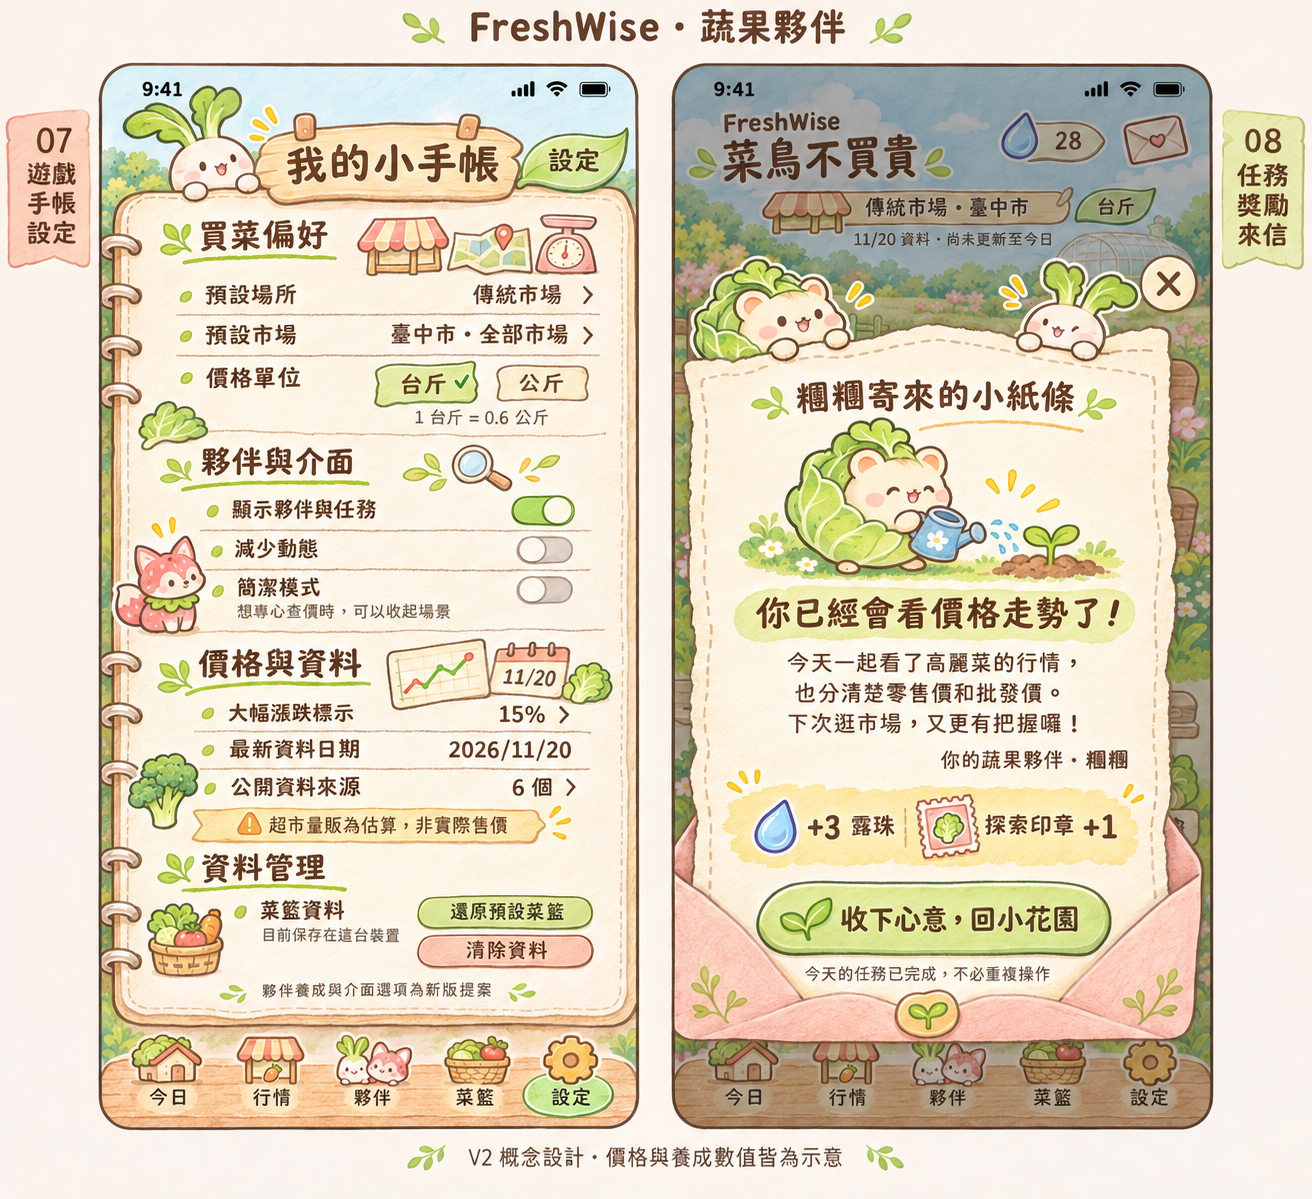 FreshWise・蔬果夥伴
07
遊戲
手帳
設定
9:41
我的小手帳
設定
買菜偏好
預設場所
傳統市場
預設市場
臺中市・全部市場
價格單位
台斤
公斤
1 台斤 = 0.6 公斤
夥伴與介面
顯示夥伴與任務
減少動態
簡潔模式
想專心查價時，可以收起場景
價格與資料
11/20
大幅漲跌標示
15%
最新資料日期
2026/11/20
公開資料來源
6 個
超市量販為估算，非實際售價
資料管理
菜籃資料
目前保存在這台裝置
還原預設菜籃
清除資料
夥伴養成與介面選項為新版提案
今日
行情
夥伴
菜籃
設定
08
任務
獎勵
來信
9:41
FreshWise
菜鳥不買貴
28
傳統市場・臺中市
台斤
11/20 資料・尚未更新至今日
糰糰寄來的小紙條
你已經會看價格走勢了！
今天一起看了高麗菜的行情，
也分清楚零售價和批發價。
下次逛市場，又更有把握囉！
你的蔬果夥伴・糰糰
+3 露珠
探索印章 +1
收下心意，回小花園
今天的任務已完成，不必重複操作
今日
行情
夥伴
菜籃
設定
V2 概念設計・價格與養成數值皆為示意